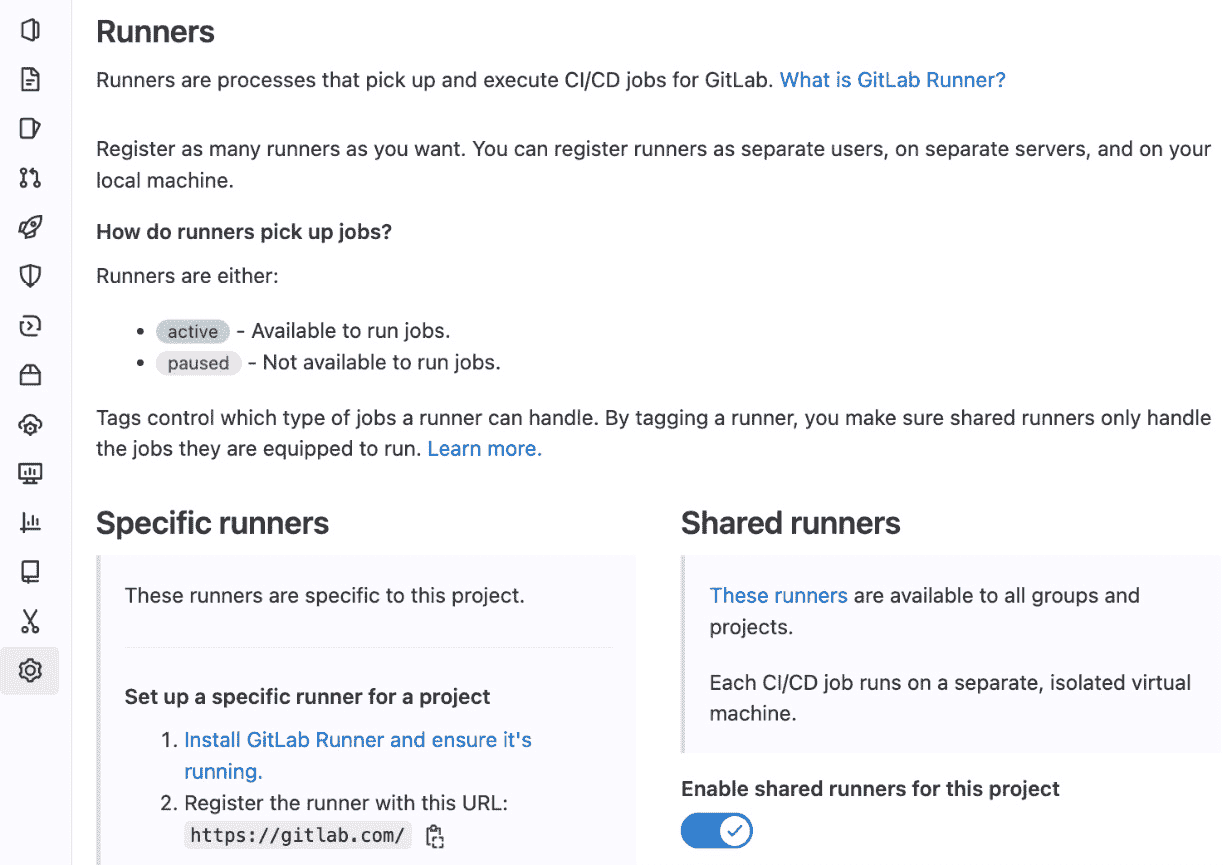 Runners
Runners are processes that pick up and execute CI/CD jobs for GitLab. What is GitLab Runner?
Register as many runners as you want. You can register runners as separate users, on separate servers, and on your
local machine.
How do runners pick up jobs?
Runners are either:
• active - Available to run jobs.
• paused - Not available to run jobs.
Tags control which type of jobs a runner can handle. By tagging a runner, you make sure shared runners only handle
the jobs they are equipped to run. Learn more.
Specific runners
These runners are specific to this project.
Set up a specific runner for a project
1. Install GitLab Runner and ensure it's
running.
2. Register the runner with this URL:
https://gitlab.com/
Shared runners
These runners are available to all groups and
projects.
Each CI/CD job runs on a separate, isolated virtual
machine.
Enable shared runners for this project